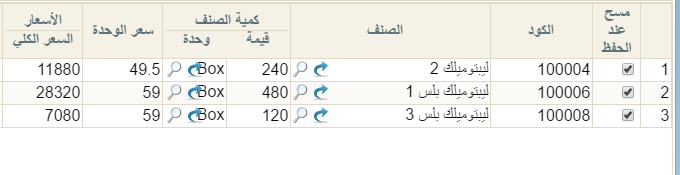 مسح عند الحفظ الكود الصنف كمية الصنف قيمة وحدة سعر الوحدة الأسعار السعر الكلي
1 100004 ليبتوميلك 2 240 Box 49.5 11880
2 100006 ليبتوميلك بلس 1 480 Box 59 28320
3 100008 ليبتوميلك بلس 3 120 Box 59 7080